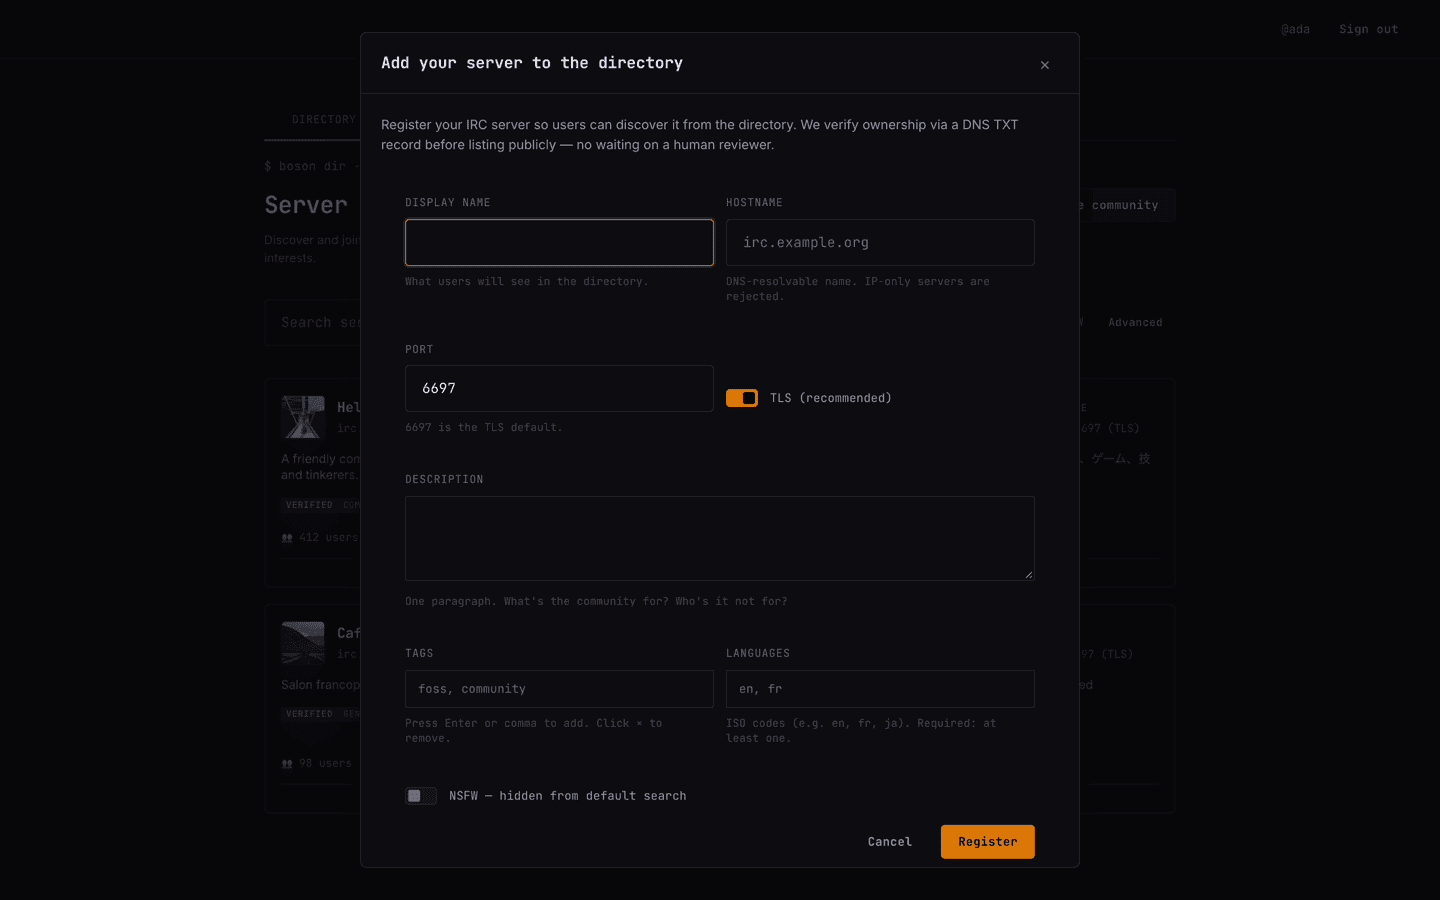 @ada
Sign out
Add your server to the directory
×
Register your IRC server so users can discover it from the directory. We verify ownership via a DNS TXT
record before listing publicly — no waiting on a human reviewer.
DIRECTORY
$ boson dir
Server
community
Discover and join
interests.
DISPLAY NAME
HOSTNAME
irc.example.org
What users will see in the directory.
DNS-resolvable name. IP-only servers are
rejected.
Search
Advanced
PORT
6697
TLS (recommended)
6697 is the TLS default.
Hel
irc.
697 (TLS)
A friendly
and tinkerers.
、ゲーム、技
VERIFIED
412 users
DESCRIPTION
One paragraph. What's the community for? Who's it not for?
Caf
irc.
97 (TLS)
Salon francop
ed
VERIFIED
98 users
TAGS
LANGUAGES
foss, community
en, fr
Press Enter or comma to add. Click × to
remove.
ISO codes (e.g. en, fr, ja). Required: at
least one.
NSFW — hidden from default search
Cancel
Register